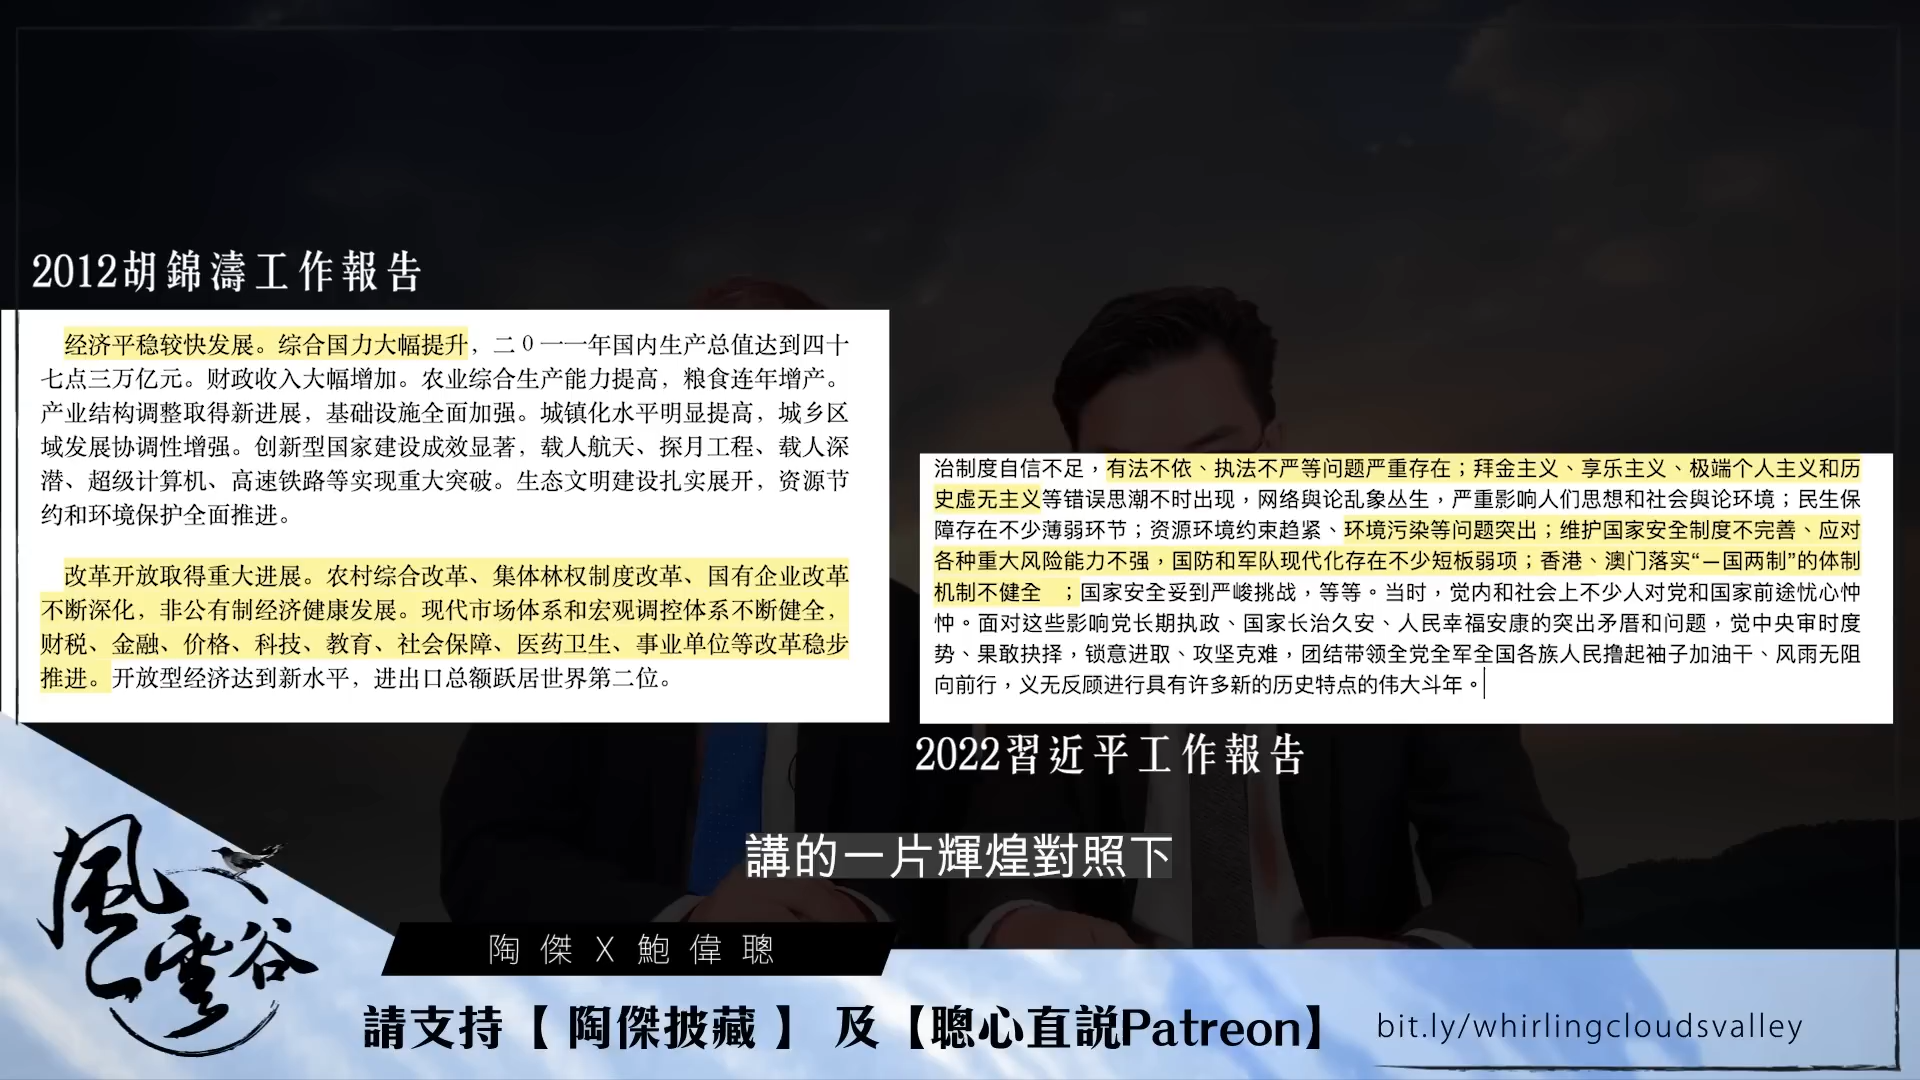 2012胡錦濤工作報告
经济平稳较快发展。综合国力大幅提升，二０一一年国内生产总值达到四十
七点三万亿元。财政收入大幅增加。农业综合生产能力提高，粮食连年增产。
产业结构调整取得新进展，基础设施全面加强。城镇化水平明显提高，城乡区
域发展协调性增强。创新型国家建设成效显著，载人航天、探月工程、载人深
潜、超级计算机、高速铁路等实现重大突破。生态文明建设扎实展开，资源节
约和环境保护全面推进。
改革开放取得重大进展。农村综合改革、集体林权制度改革、国有企业改革
不断深化，非公有制经济健康发展。现代市场体系和宏观调控体系不断健全，
财税、金融、价格、科技、教育、社会保障、医药卫生、事业单位等改革稳步
推进。开放型经济达到新水平，进出口总额跃居世界第二位。
治制度自信不足，有法不依、执法不严等问题严重存在；拜金主义、享乐主义、极端个人主义和历
史虚无主义等错误思潮不时出现，网络與论乱象丛生，严重影响人们思想和社会與论环境；民生保
障存在不少薄弱环节；资源环境约束趋紧、环境污染等问题突出；维护国家安全制度不完善、应对
各种重大风险能力不强，国防和军队现代化存在不少短板弱项；香港、澳门落实“—国两制”的体制
机制不健全 ；国家安全妥到严峻挑战，等等。当时，觉内和社会上不少人对党和国家前途忧心忡
忡。面对这些影响党长期执政、国家长治久安、人民幸福安康的突出矛厝和问题，觉中央审时度
势、果敢抉择，锁意进取、攻坚克难，团结带领全党全军全国各族人民撸起袖子加油干、风雨无阻
向前行，义无反顾进行具有许多新的历史特点的伟大斗年。
2022習近平工作報告
講的一片輝煌對照下
風雲谷
陶傑X鮑偉聰
請支持【陶傑披藏】 及【聰心直説Patreon】
bit.ly/whirlingcloudsvalley